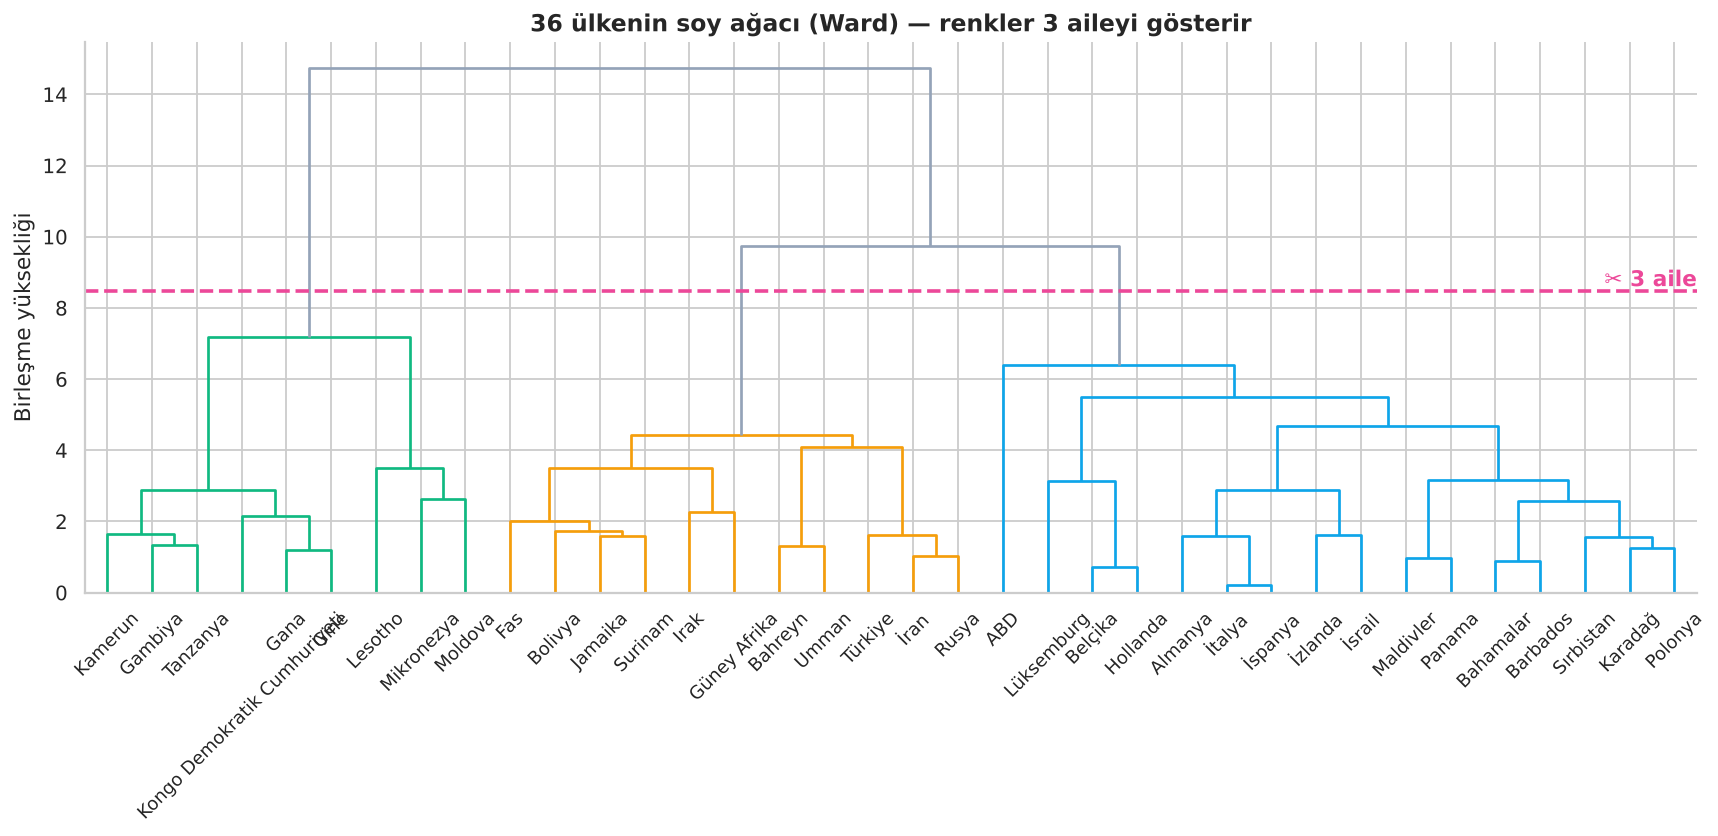 36 ülkenin soy ağacı (Ward) — renkler 3 aileyi gösterir
Birleşme yüksekliği
14
12
10
8
6
4
2
0
✂ 3 aile
Kamerun
Gambiya
Tanzanya
Kongo Demokratik Cumhuriyeti
Gana
Gine
Lesotho
Mikronezya
Moldova
Fas
Bolivya
Jamaika
Surinam
Irak
Güney Afrika
Bahreyn
Umman
Türkiye
İran
Rusya
ABD
Lüksemburg
Belçika
Hollanda
Almanya
İtalya
İspanya
İzlanda
İsrail
Maldivler
Panama
Bahamalar
Barbados
Sırbistan
Karadağ
Polonya